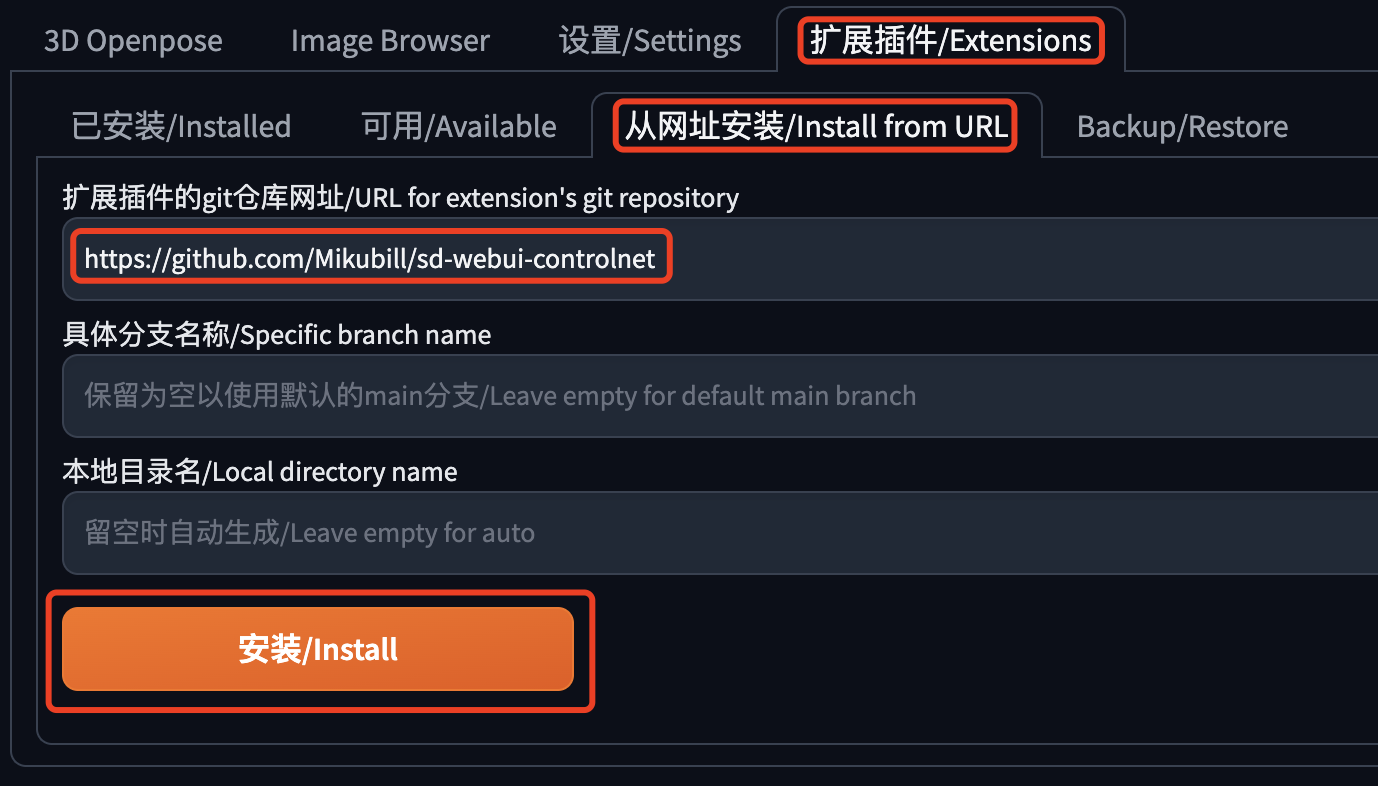 3D Openpose Image Browser 设置/Settings 扩展插件/Extensions
已安装/Installed 可用/Available 从网址安装/Install from URL Backup/Restore
扩展插件的git仓库网址/URL for extension's git repository
https://github.com/Mikubill/sd-webui-controlnet
具体分支名称/Specific branch name
保留为空以使用默认的main分支/Leave empty for default main branch
本地目录名/Local directory name
留空时自动生成/Leave empty for auto
安装/Install